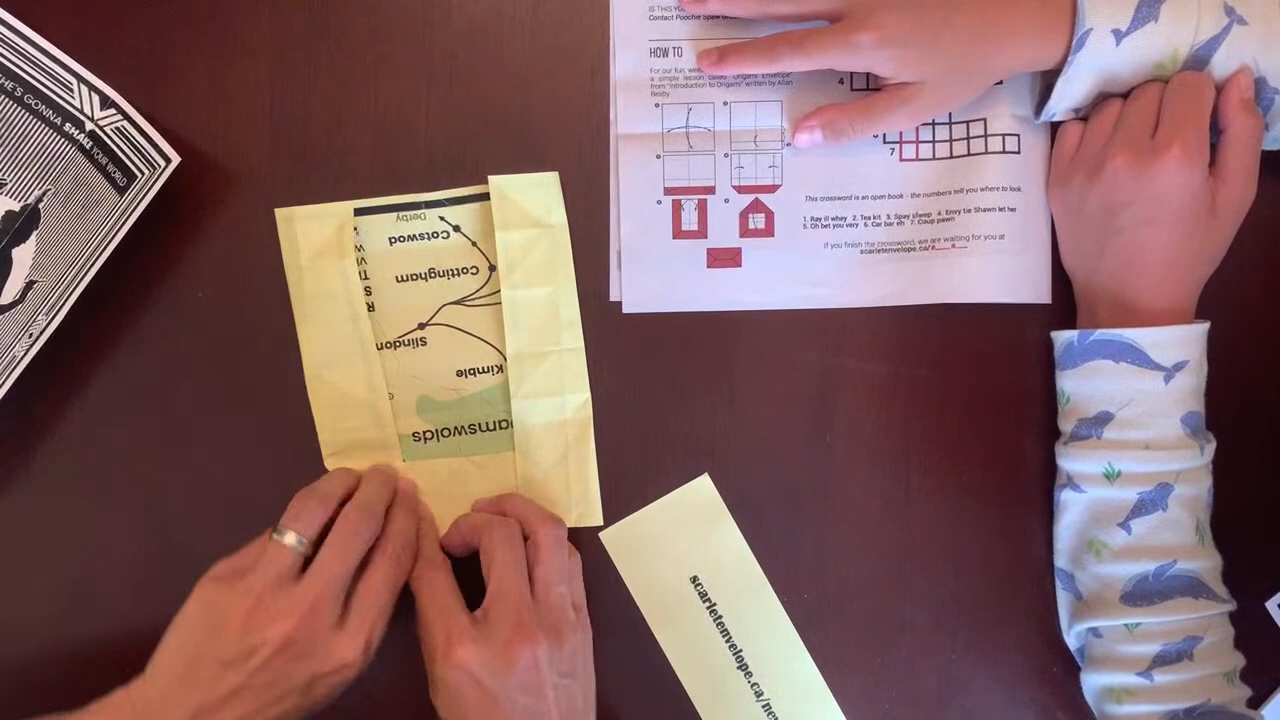 HE'S GONNA SHAKE YOUR WORLD
IS THIS YO
Contact Poochie Spaw
HOW TO
For our fun,
a simple lesson called "Origami Envelope"
from "Introduction to Origami" written by Allan
4
7
This crossword is an open book - the numbers tell you where to look.
1. Ray ill whey 2. Tea kit 3. Spay sheep 4. Envy tie Shawn let her
5. Oh bet you very 6. Car bar eh 7. Coup pawn
If you finish the crossword, we are waiting for you at
scarletenvelope.ca/
Derby
Cotswod
Cottingham
Slindon
Kimble
amswolds
scarletenvelope.ca/ne